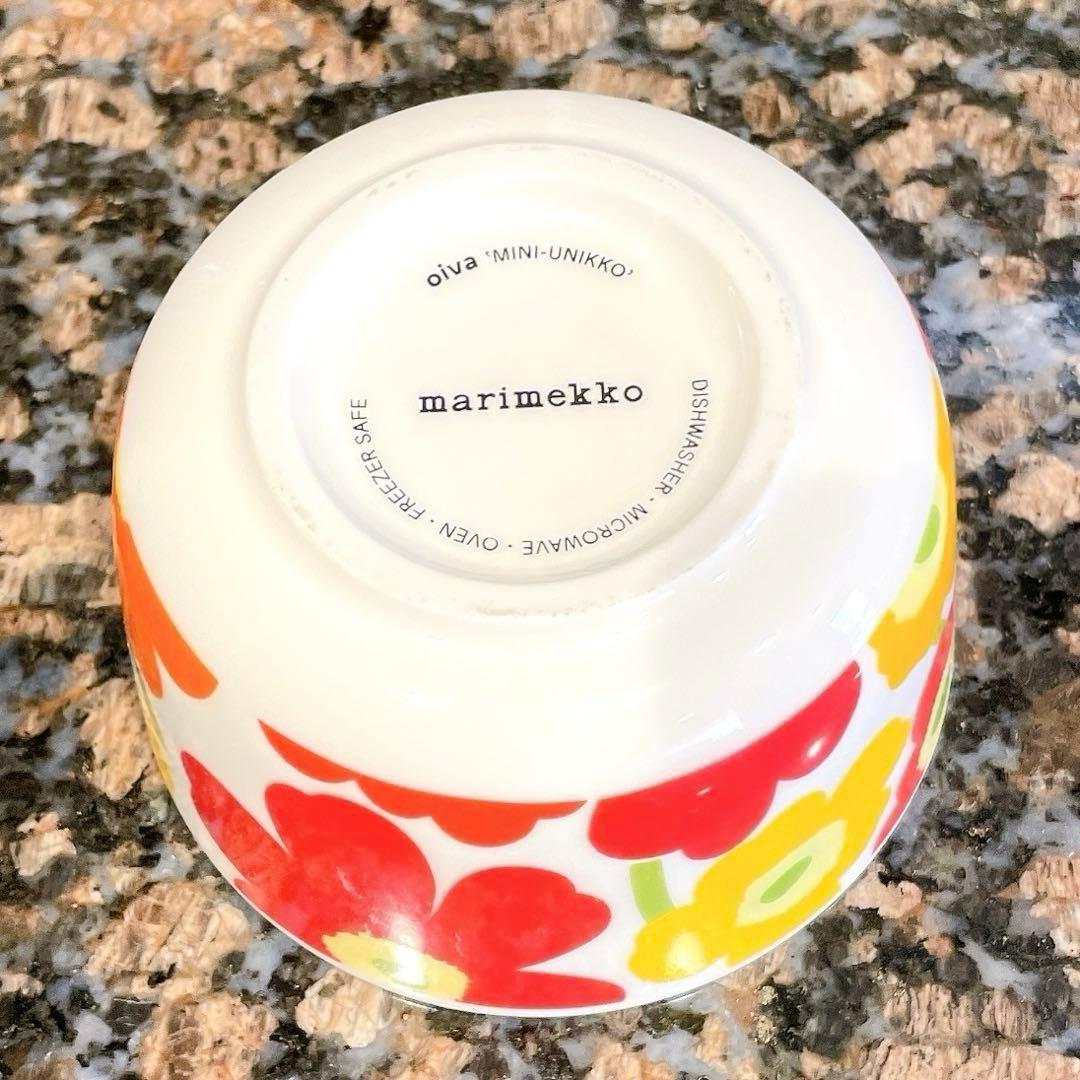 oiva ‘MINI-UNIKKO’
marimekko
DISHWASHER · MICROWAVE · OVEN · FREEZER SAFE